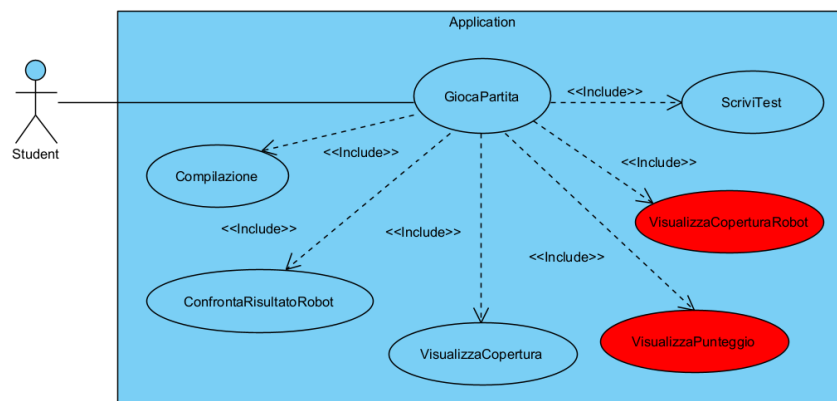 Application
GiocaPartita
<<Include>>
ScriviTest
Student
<<Include>>
<<Include>>
Compilazione
VisualizzaCoperturaRobot
<<Include>>
<<Include>>
<<Include>>
ConfrontaRisultatoRobot
VisualizzaPunteggio
VisualizzaCopertura